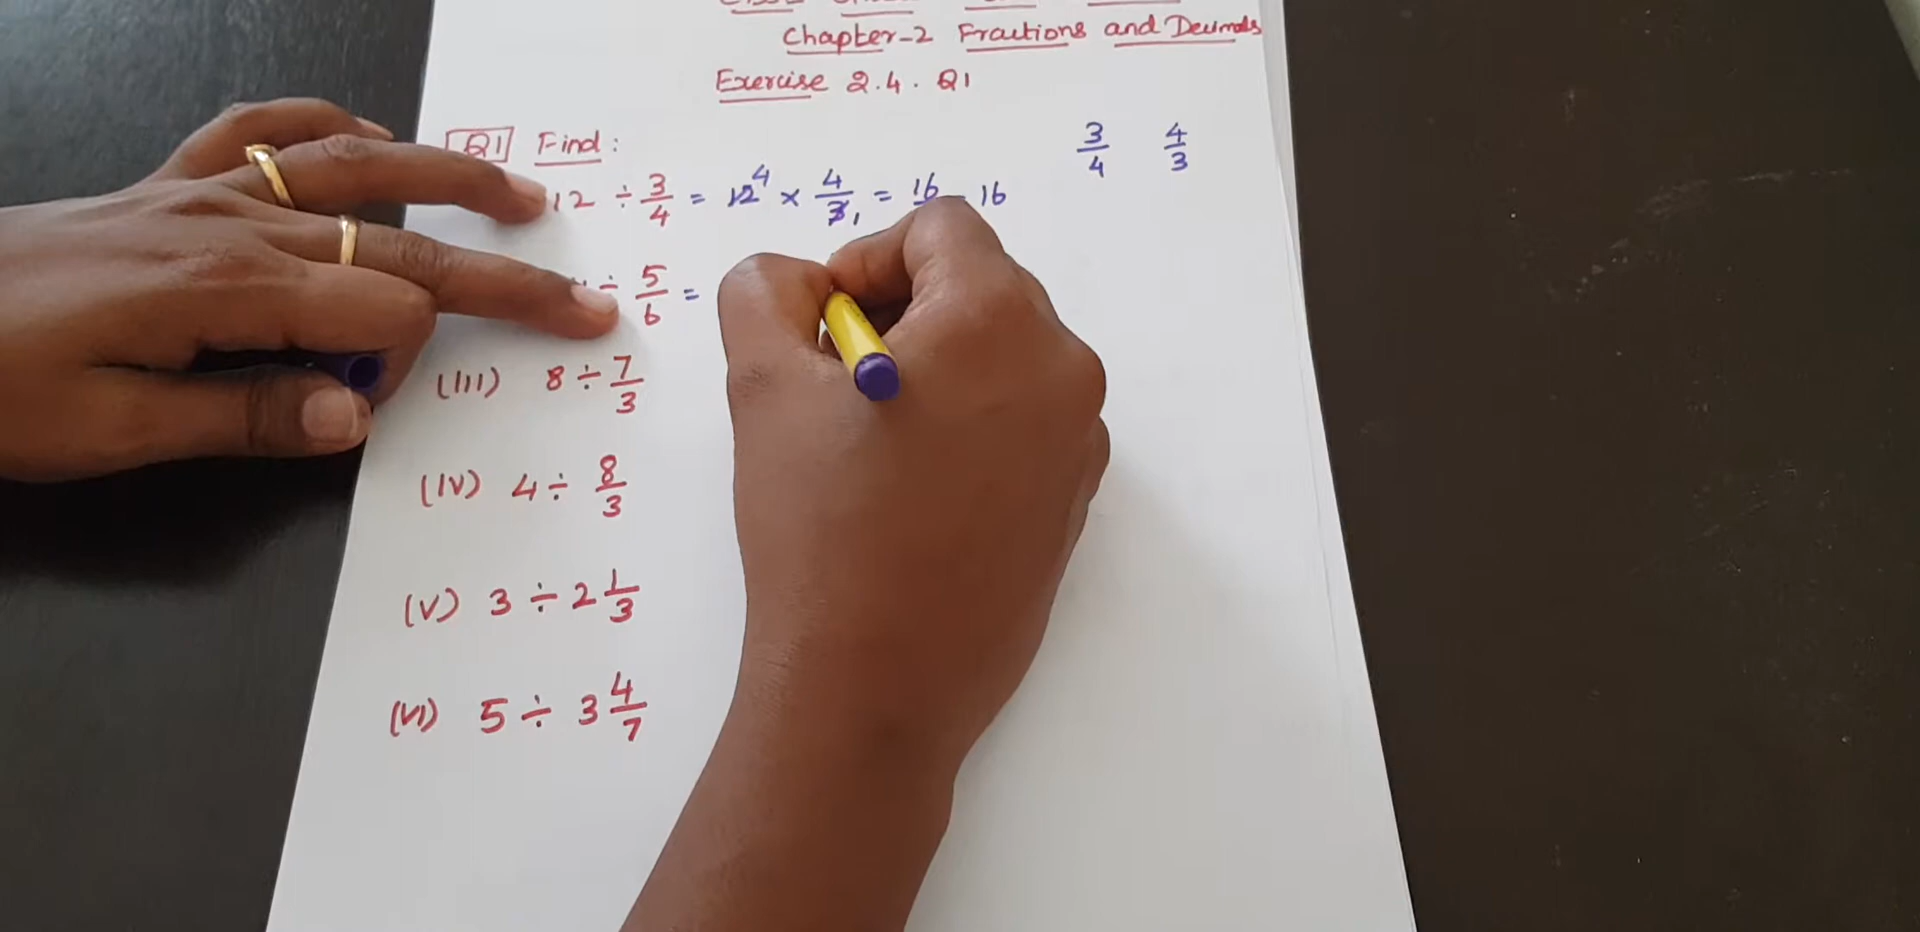 Chapter-2 Fractions and Decimals
Exercise 2.4. Q1
Q1 Find:
3/4 4/3
12 ÷ 3/4 = 12 4 × 4/3 1 = 16 16
÷ 5/6 =
(III) 8 ÷ 7/3
(IV) 4 ÷ 8/3
(V) 3 ÷ 2 1/3
(VI) 5 ÷ 3 4/7